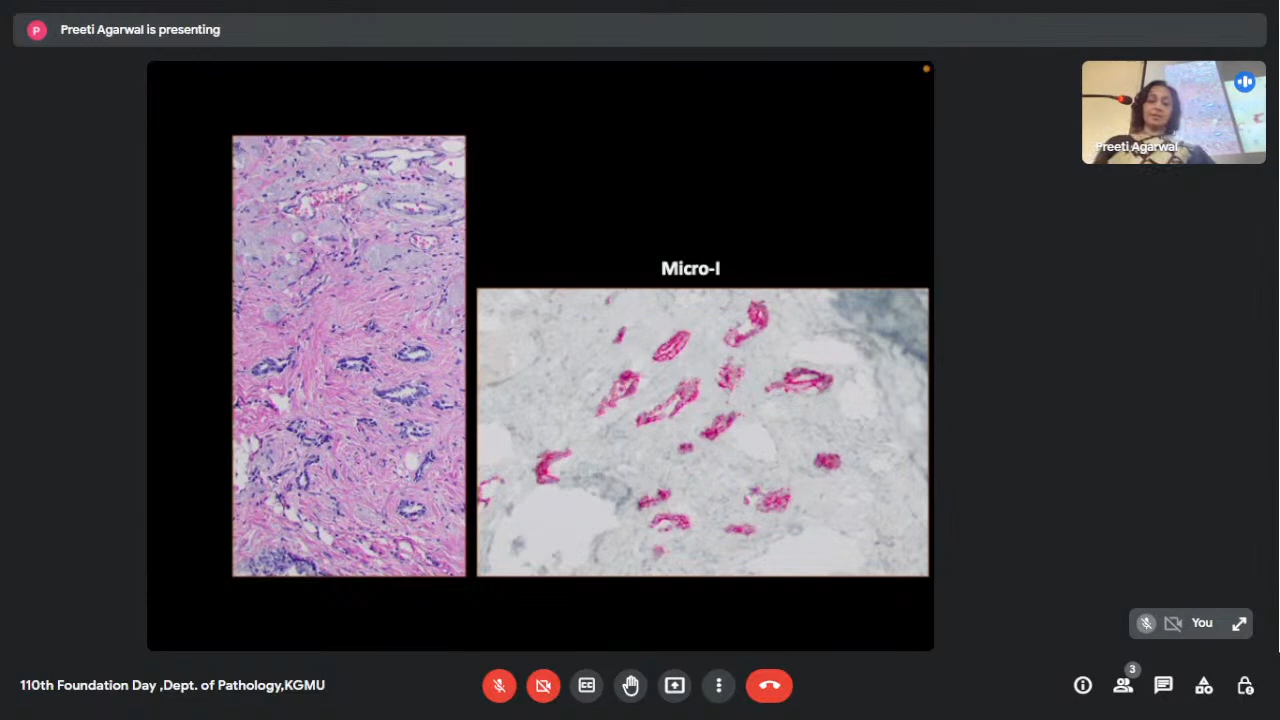 P Preeti Agarwal is presenting
Preeti Agarwal
Micro-I
You
110th Foundation Day ,Dept. of Pathology,KGMU
3